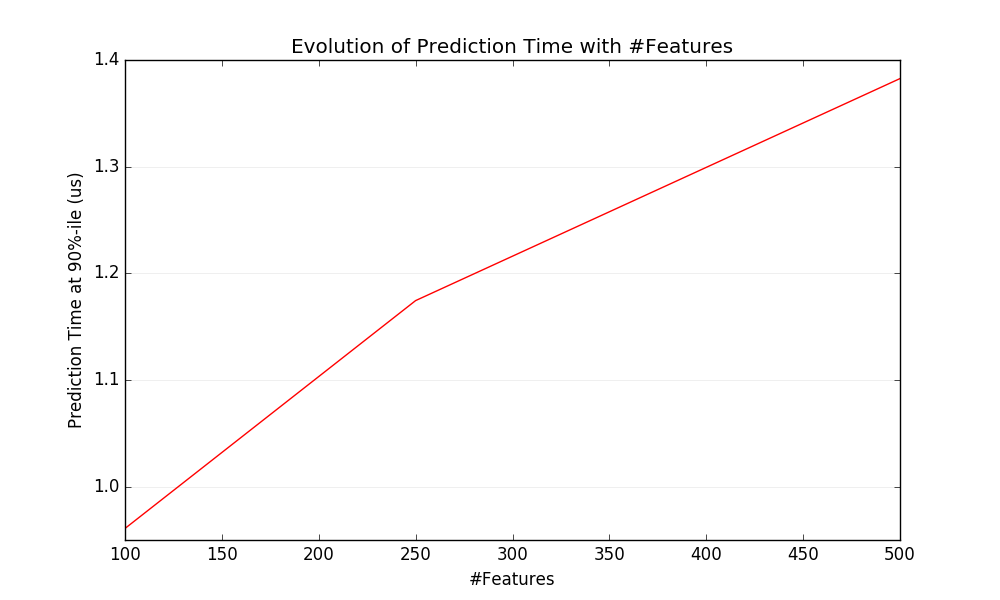 Evolution of Prediction Time with #Features
1.4
1.3
1.2
1.1
1.0
Prediction Time at 90%-ile (us)
100 150 200 250 300 350 400 450 500
#Features